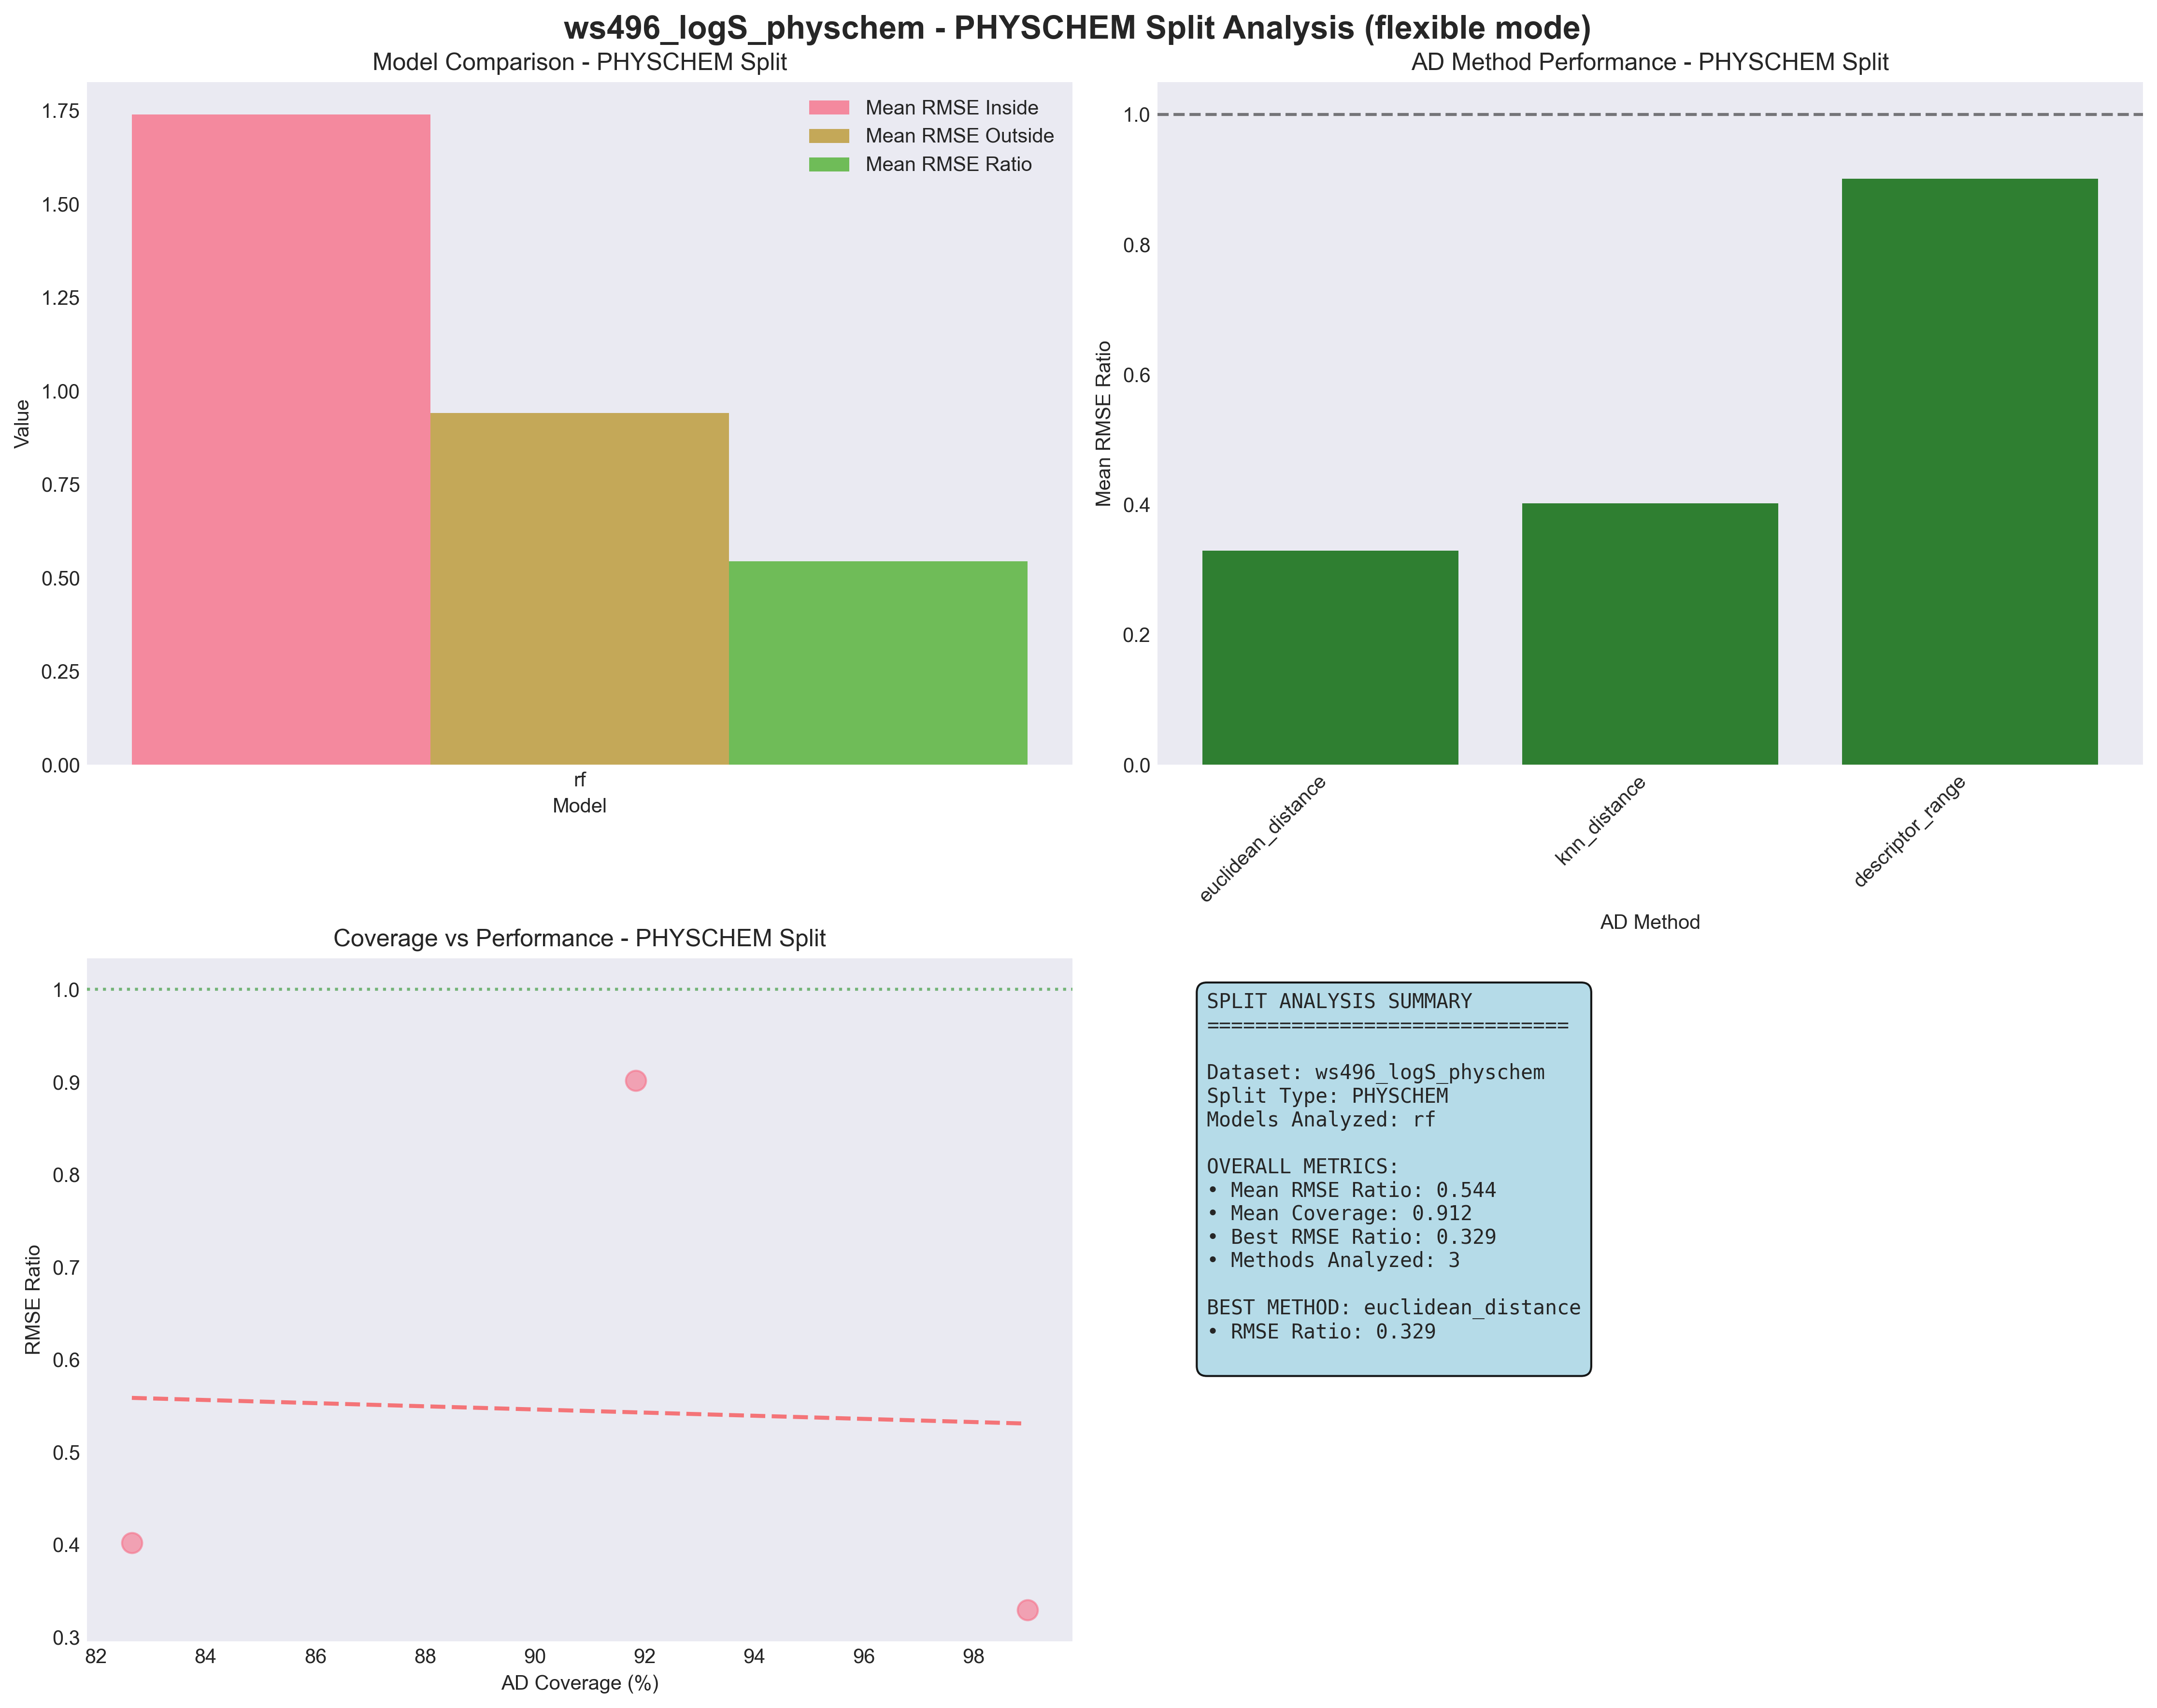 ws496_logS_physchem - PHYSCHEM Split Analysis (flexible mode)
Model Comparison - PHYSCHEM Split
Mean RMSE Inside
Mean RMSE Outside
Mean RMSE Ratio
1.75
1.50
1.25
1.00
0.75
0.50
0.25
0.00
Value
rf
Model
AD Method Performance - PHYSCHEM Split
1.0
0.8
0.6
0.4
0.2
0.0
Mean RMSE Ratio
euclidean_distance
knn_distance
descriptor_range
AD Method
Coverage vs Performance - PHYSCHEM Split
1.0
0.9
0.8
0.7
0.6
0.5
0.4
0.3
RMSE Ratio
82 84 86 88 90 92 94 96 98
AD Coverage (%)
SPLIT ANALYSIS SUMMARY
==============================
Dataset: ws496_logS_physchem
Split Type: PHYSCHEM
Models Analyzed: rf
OVERALL METRICS:
• Mean RMSE Ratio: 0.544
• Mean Coverage: 0.912
• Best RMSE Ratio: 0.329
• Methods Analyzed: 3
BEST METHOD: euclidean_distance
• RMSE Ratio: 0.329